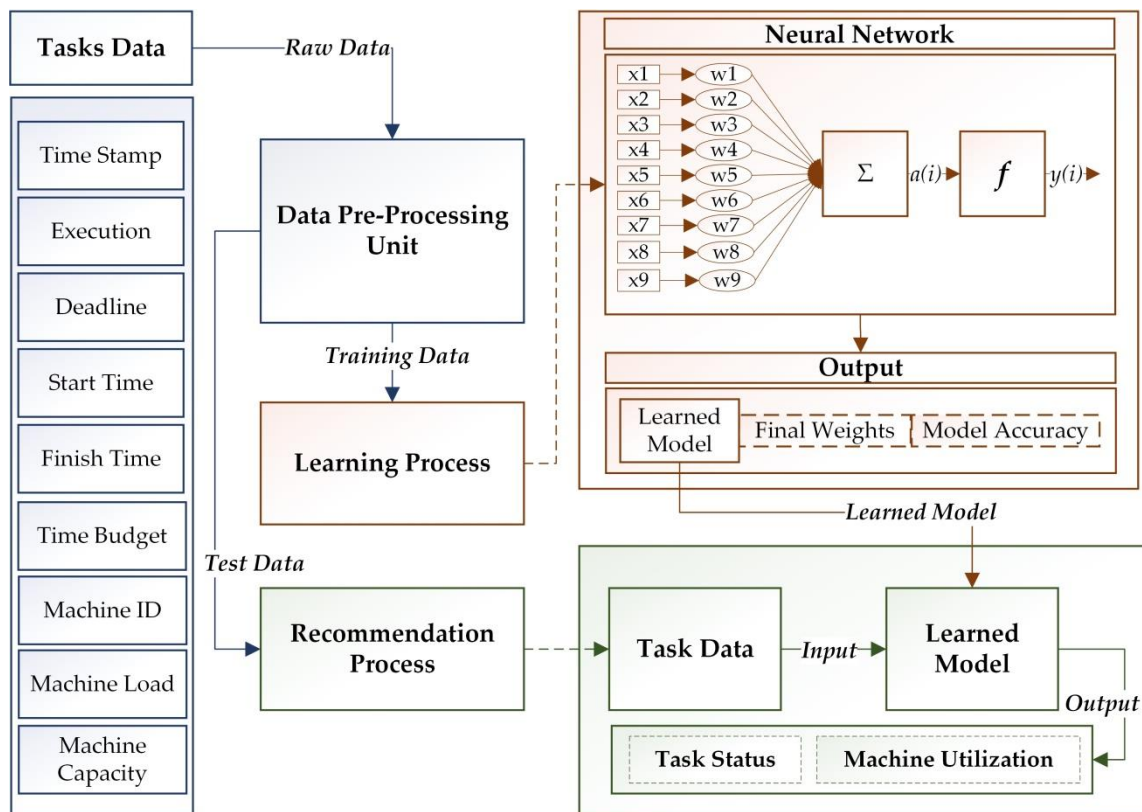 Tasks Data
Time Stamp
Execution
Deadline
Start Time
Finish Time
Time Budget
Machine ID
Machine Load
Machine
Capacity
Raw Data
Data Pre-Processing
Unit
Training Data
Learning Process
Test Data
Recommendation
Process
Neural Network
x1 w1
x2 w2
x3 w3
x4 w4
x5 w5
x6 w6
x7 w7
x8 w8
x9 w9
Σ
a(i)
f
y(i)
Output
Learned
Model
Final Weights
Model Accuracy
Learned Model
Task Data
Input
Learned
Model
Output
Task Status
Machine Utilization